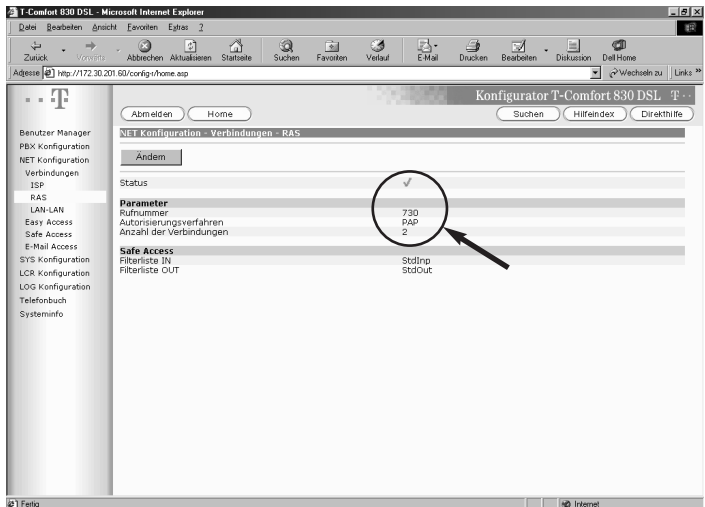 T-Comfort 830 DSL - Microsoft Internet Explorer
Datei Bearbeiten Ansicht Favoriten Extras ?
Zurück Vorwärts Abbrechen Aktualisieren Startseite Suchen Favoriten Verlauf E-Mail Drucken Bearbeiten Diskussion Dell Home
Adresse http://172.30.201.60/config-r/home.asp Wechseln zu Links »
T
Konfigurator T-Comfort 830 DSL T
Abmelden Home Suchen Hilfeindex Direkthilfe
Benutzer Manager
PBX Konfiguration
NET Konfiguration
Verbindungen
ISP
RAS
LAN-LAN
Easy Access
Safe Access
E-Mail Access
SYS Konfiguration
LCR Konfiguration
LOG Konfiguration
Telefonbuch
Systeminfo
NET Konfiguration - Verbindungen - RAS
Ändern
Status
Parameter
Rufnummer 730
Autorisierungsverfahren PAP
Anzahl der Verbindungen 2
Safe Access
Filterliste IN StdInp
Filterliste OUT StdOut
Fertig Internet